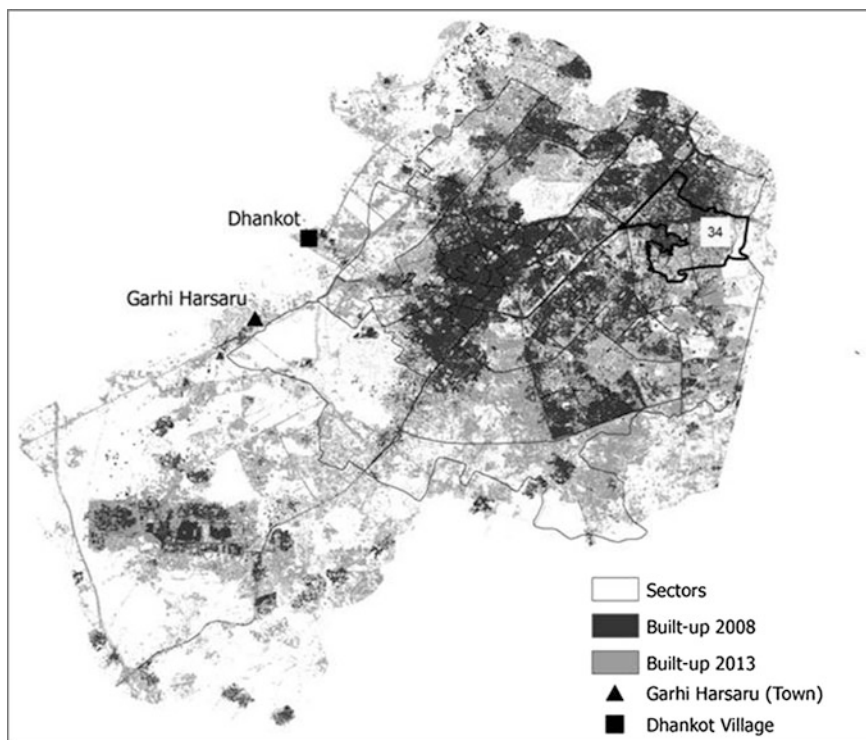 Dhankot
34
Garhi Harsaru
Sectors
Built-up 2008
Built-up 2013
Garhi Harsaru (Town)
Dhankot Village